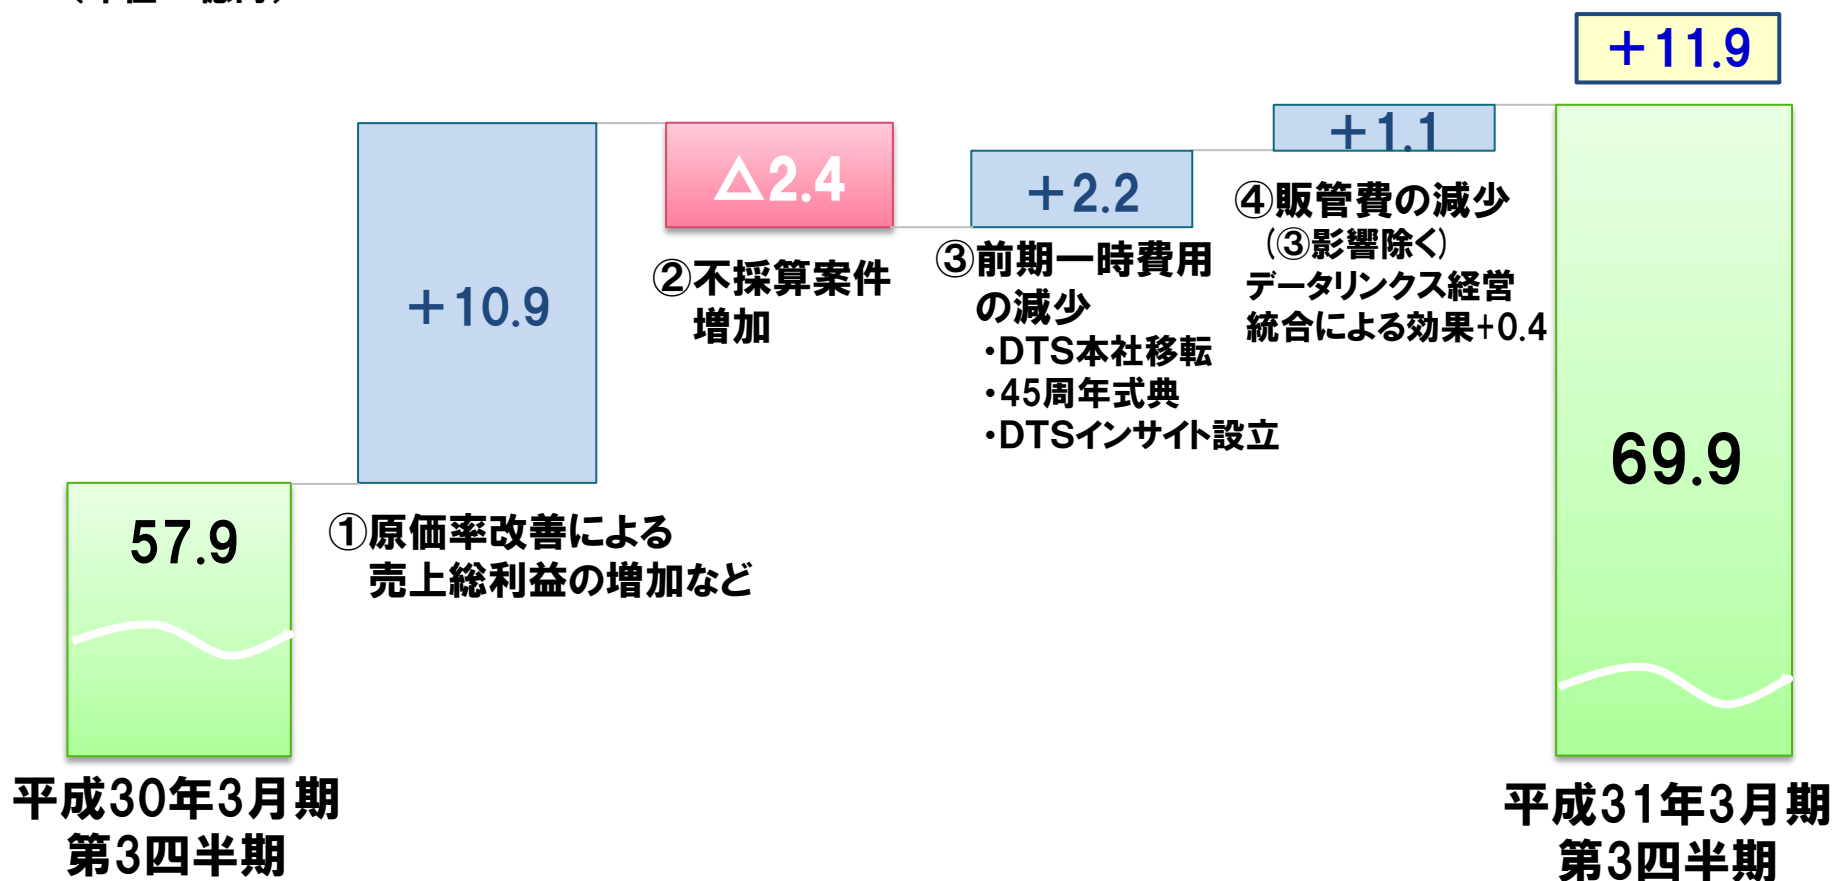 ＋11.9
＋10.9
△2.4
＋2.2
＋1.1
②不採算案件
増加
③前期一時費用
の減少
・DTS本社移転
・45周年式典
・DTSインサイト設立
④販管費の減少
(③影響除く)
データリンクス経営
統合による効果+0.4
57.9
①原価率改善による
売上総利益の増加など
69.9
平成30年3月期
第3四半期
平成31年3月期
第3四半期